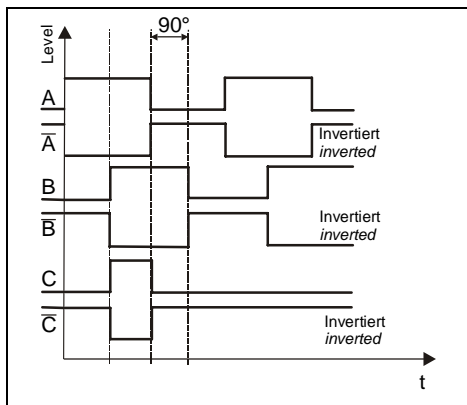 90°
Level
A
A̅
Invertiert
inverted
B
B̅
Invertiert
inverted
C
C̅
Invertiert
inverted
t